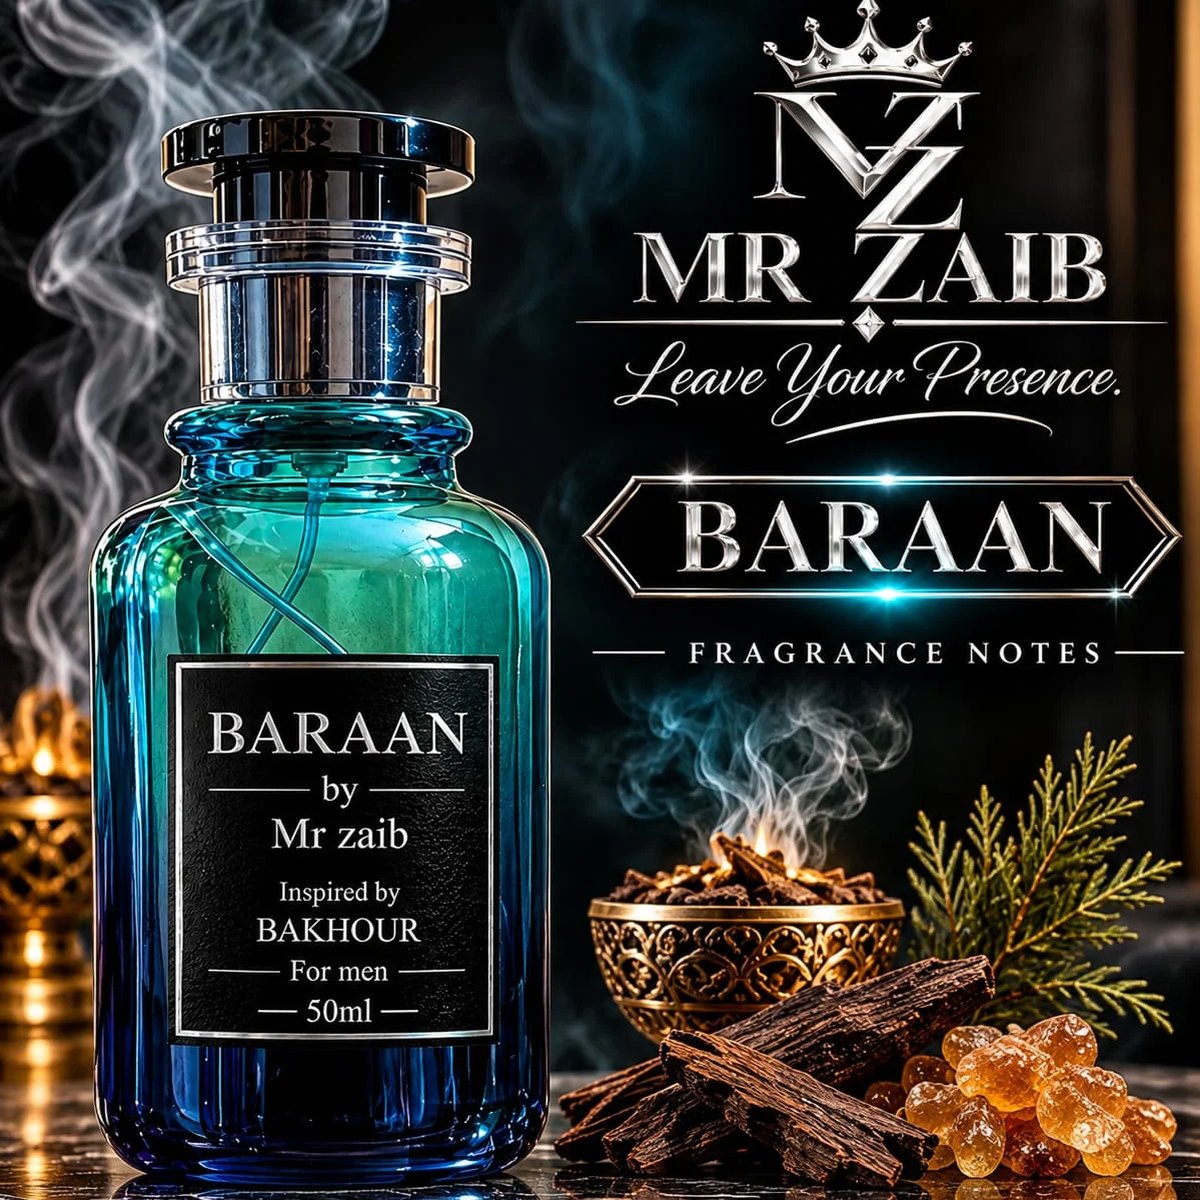 BARAAN
by
Mr zaib
Inspired by
BAKHOUR
For men
50ml
MZ
MR ZAIB
Leave Your Presence.
BARAAN
FRAGRANCE NOTES